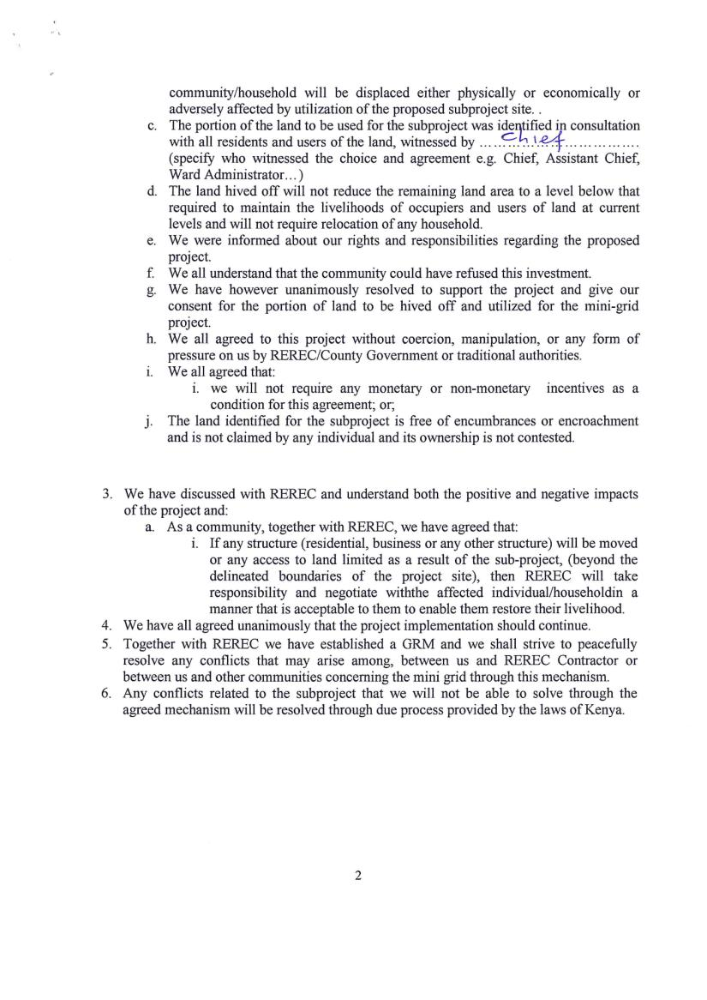 community/household will be displaced either physically or economically or
adversely affected by utilization of the proposed subproject site. .
c. The portion of the land to be used for the subproject was identified in consultation
with all residents and users of the land, witnessed by ......chief.................
(specify who witnessed the choice and agreement e.g. Chief, Assistant Chief,
Ward Administrator...)
d. The land hived off will not reduce the remaining land area to a level below that
required to maintain the livelihoods of occupiers and users of land at current
levels and will not require relocation of any household.
e. We were informed about our rights and responsibilities regarding the proposed
project.
f. We all understand that the community could have refused this investment.
g. We have however unanimously resolved to support the project and give our
consent for the portion of land to be hived off and utilized for the mini-grid
project.
h. We all agreed to this project without coercion, manipulation, or any form of
pressure on us by REREC/County Government or traditional authorities.
i. We all agreed that:
i. we will not require any monetary or non-monetary incentives as a
condition for this agreement; or;
j. The land identified for the subproject is free of encumbrances or encroachment
and is not claimed by any individual and its ownership is not contested.
3. We have discussed with REREC and understand both the positive and negative impacts
of the project and:
a. As a community, together with REREC, we have agreed that:
i. If any structure (residential, business or any other structure) will be moved
or any access to land limited as a result of the sub-project, (beyond the
delineated boundaries of the project site), then REREC will take
responsibility and negotiate withthe affected individual/householdin a
manner that is acceptable to them to enable them restore their livelihood.
4. We have all agreed unanimously that the project implementation should continue.
5. Together with REREC we have established a GRM and we shall strive to peacefully
resolve any conflicts that may arise among, between us and REREC Contractor or
between us and other communities concerning the mini grid through this mechanism.
6. Any conflicts related to the subproject that we will not be able to solve through the
agreed mechanism will be resolved through due process provided by the laws of Kenya.
2